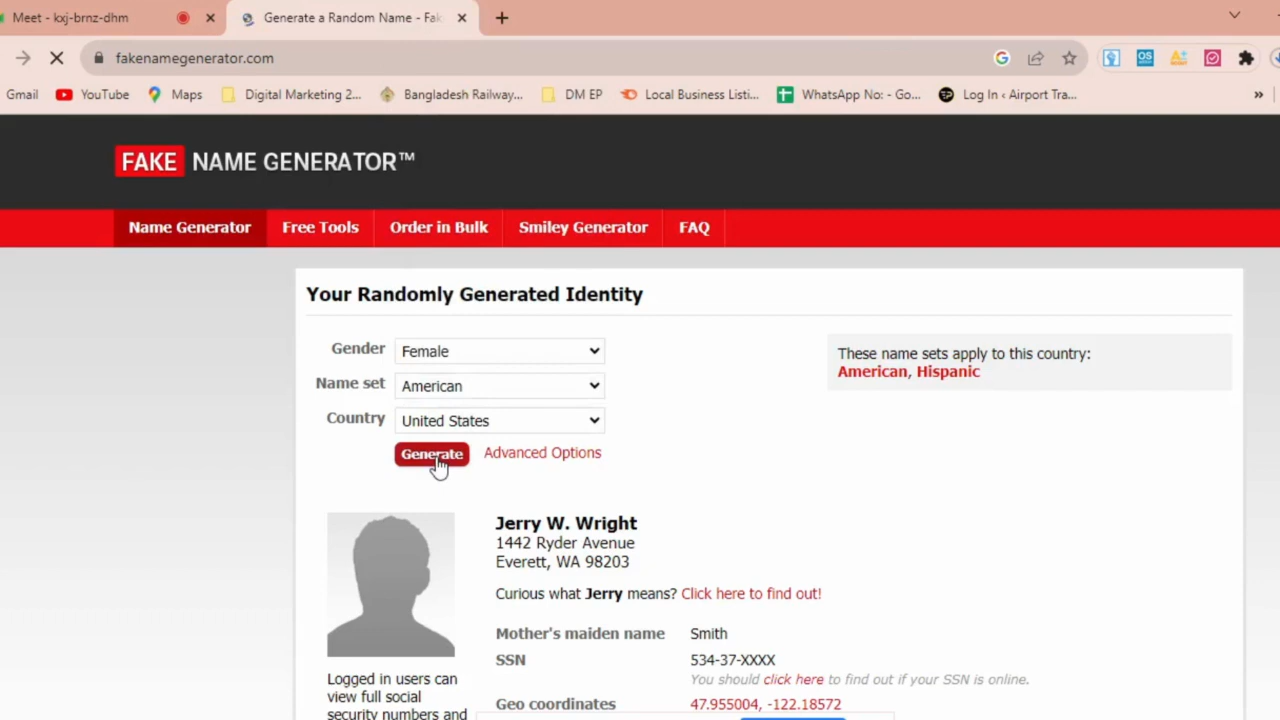 Meet - kxj-brnz-dhm
Generate a Random Name - Fak
fakenamegenerator.com
Gmail YouTube Maps Digital Marketing 2... Bangladesh Railway... DM EP Local Business Listi... WhatsApp No: - Go... Log In ‹ Airport Tra... »
FAKE NAME GENERATOR™
Name Generator Free Tools Order in Bulk Smiley Generator FAQ
Your Randomly Generated Identity
Gender Female
Name set American
Country United States
Generate Advanced Options
These name sets apply to this country:
American, Hispanic
Jerry W. Wright
1442 Ryder Avenue
Everett, WA 98203
Curious what Jerry means? Click here to find out!
Mother's maiden name Smith
SSN 534-37-XXXX
You should click here to find out if your SSN is online.
Geo coordinates 47.955004, -122.18572
Logged in users can
view full social
security numbers and